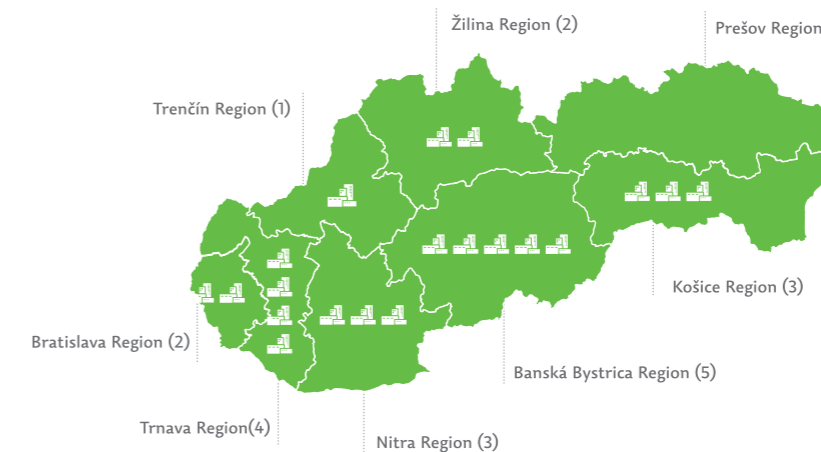 Žilina Region (2)
Prešov Region
Trenčín Region (1)
Košice Region (3)
Bratislava Region (2)
Banská Bystrica Region (5)
Trnava Region(4)
Nitra Region (3)